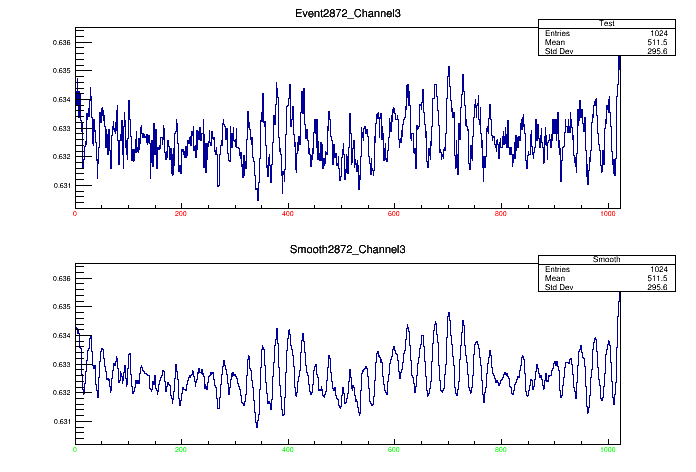 Event2872_Channel3
Test
Entries 1024
Mean 511.5
Std Dev 295.6
0.636
0.635
0.634
0.633
0.632
0.631
0 200 400 600 800 1000
Smooth2872_Channel3
Smooth
Entries 1024
Mean 511.5
Std Dev 295.6
0.636
0.635
0.634
0.633
0.632
0.631
0 200 400 600 800 1000